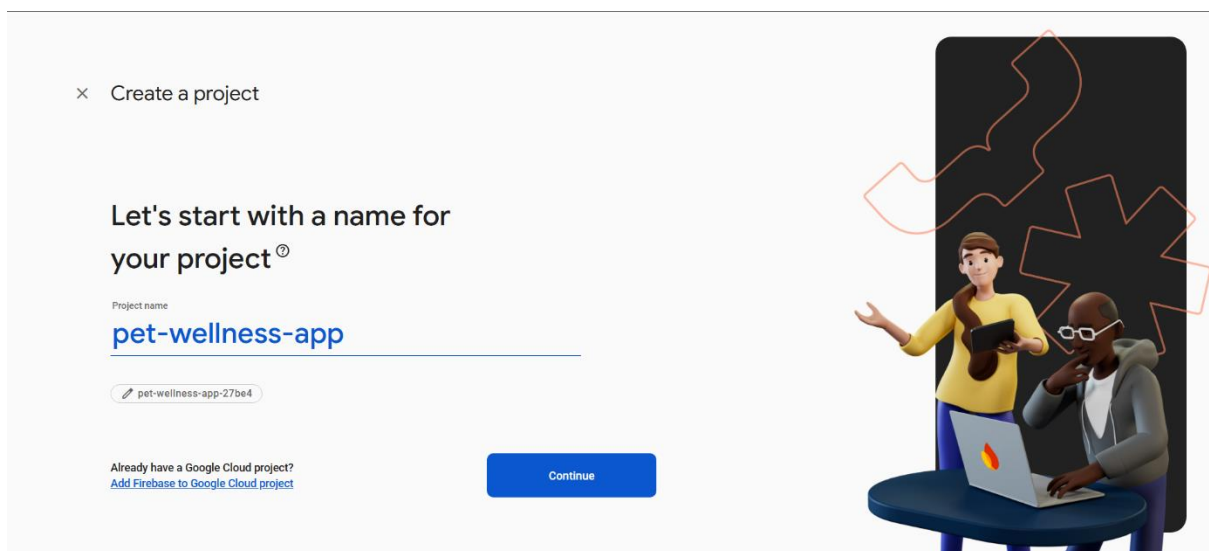 Create a project
Let's start with a name for
your project
Project name
pet-wellness-app
pet-wellness-app-27be4
Already have a Google Cloud project?
Add Firebase to Google Cloud project
Continue